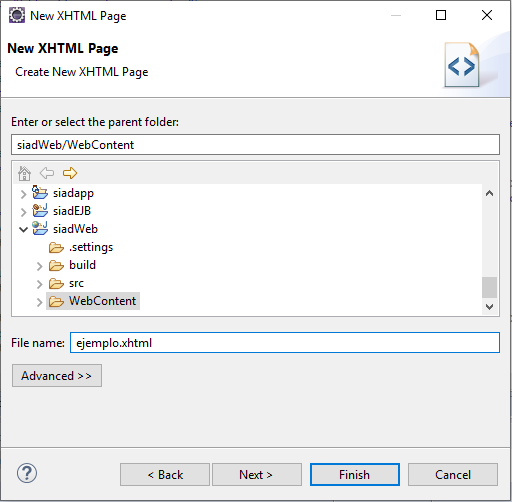 New XHTML Page
New XHTML Page
Create New XHTML Page
Enter or select the parent folder:
siadWeb/WebContent
siadapp
siadEJB
siadWeb
.settings
build
src
WebContent
File name: ejemplo.xhtml
Advanced >>
? < Back Next > Finish Cancel